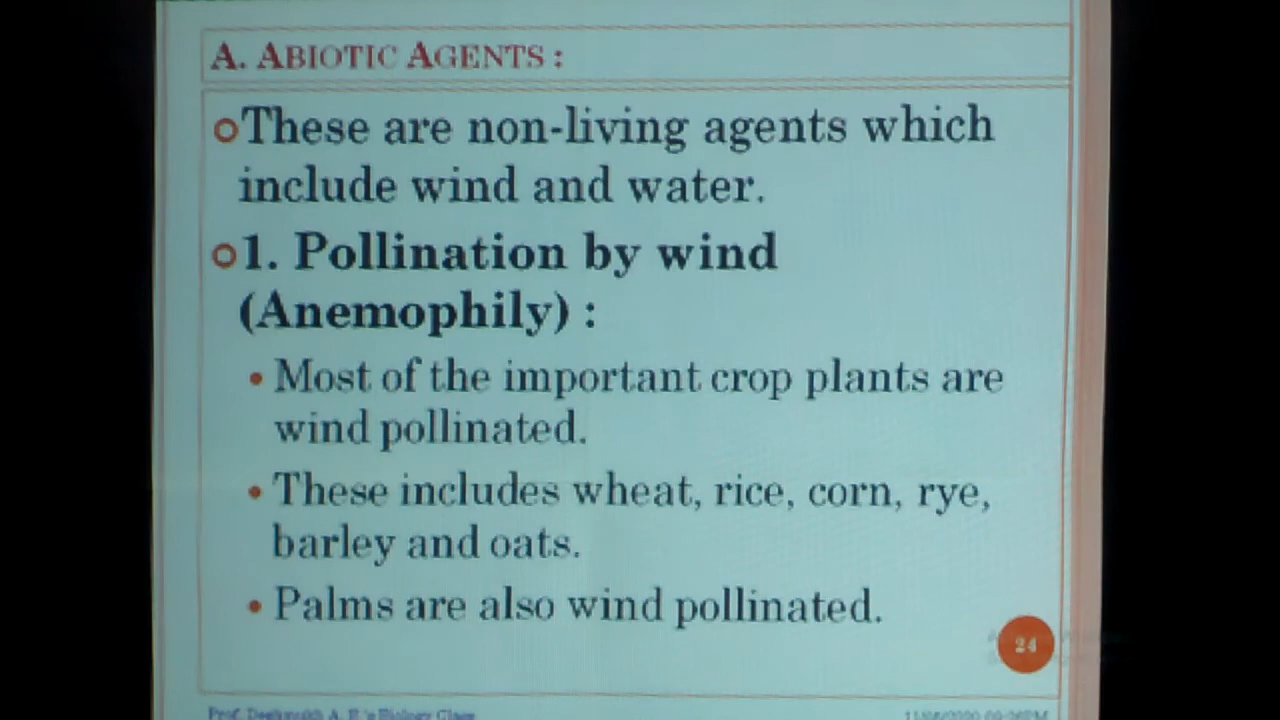 A. ABIOTIC AGENTS :
These are non-living agents which
include wind and water.
1. Pollination by wind
(Anemophily) :
• Most of the important crop plants are
wind pollinated.
• These includes wheat, rice, corn, rye,
barley and oats.
• Palms are also wind pollinated.
24
Biology Class